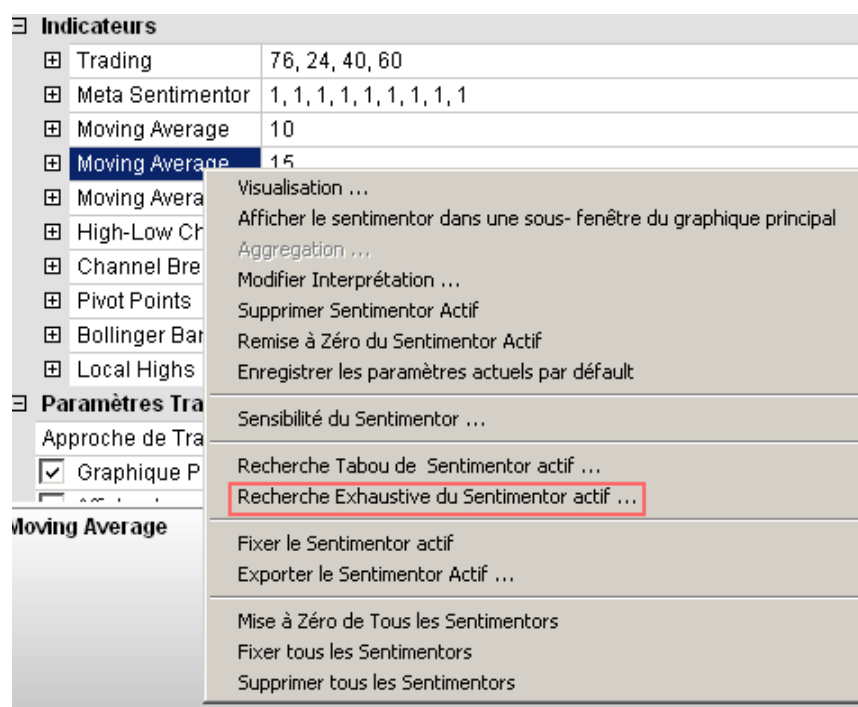 Indicateurs
Trading 76, 24, 40, 60
Meta Sentimentor 1, 1, 1, 1, 1, 1, 1, 1, 1
Moving Average 10
Moving Average 15
Moving Avera
High-Low Ch
Channel Bre
Pivot Points
Bollinger Bar
Local Highs
Paramètres Tra
Approche de Tra
Graphique P
Moving Average
Visualisation ...
Afficher le sentimentor dans une sous- fenêtre du graphique principal
Aggregation ...
Modifier Interprétation ...
Supprimer Sentimentor Actif
Remise à Zéro du Sentimentor Actif
Enregistrer les paramètres actuels par défault
Sensibilité du Sentimentor ...
Recherche Tabou de Sentimentor actif ...
Recherche Exhaustive du Sentimentor actif ...
Fixer le Sentimentor actif
Exporter le Sentimentor Actif ...
Mise à Zéro de Tous les Sentimentors
Fixer tous les Sentimentors
Supprimer tous les Sentimentors